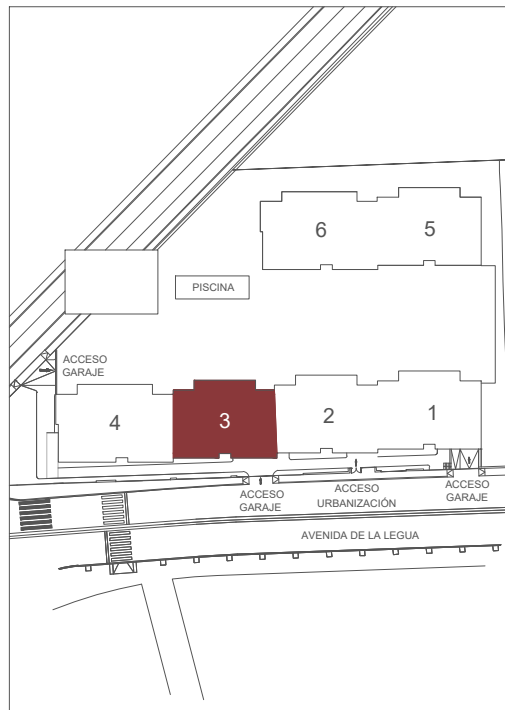 6
5
PISCINA
ACCESO
GARAJE
4
3
2
1
ACCESO
GARAJE
ACCESO
URBANIZACIÓN
ACCESO
GARAJE
AVENIDA DE LA LEGUA